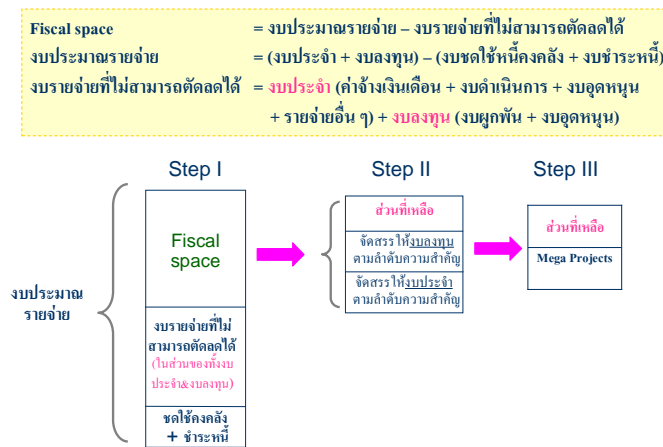 Fiscal space = งบประมาณรายจ่าย – งบรายจ่ายที่ไม่สามารถตัดลดได้
งบประมาณรายจ่าย = (งบประจำ + งบลงทุน) – (งบชดใช้หนี้คงคลัง + งบชำระหนี้)
งบรายจ่ายที่ไม่สามารถตัดลดได้ = งบประจำ (ค่าจ้างเงินเดือน + งบดำเนินการ + งบอุดหนุน
+ รายจ่ายอื่น ๆ) + งบลงทุน (งบผูกพัน + งบอุดหนุน)
Step I
Step II
Step III
งบประมาณ
รายจ่าย
Fiscal
space
งบรายจ่ายที่ไม่
สามารถตัดลดได้
(ในส่วนของทั้งงบ
ประจำ&งบลงทุน)
ชดใช้คงคลัง
+ ชำระหนี้
ส่วนที่เหลือ
จัดสรรให้งบลงทุน
ตามลำดับความสำคัญ
จัดสรรให้งบประจำ
ตามลำดับความสำคัญ
ส่วนที่เหลือ
Mega Projects